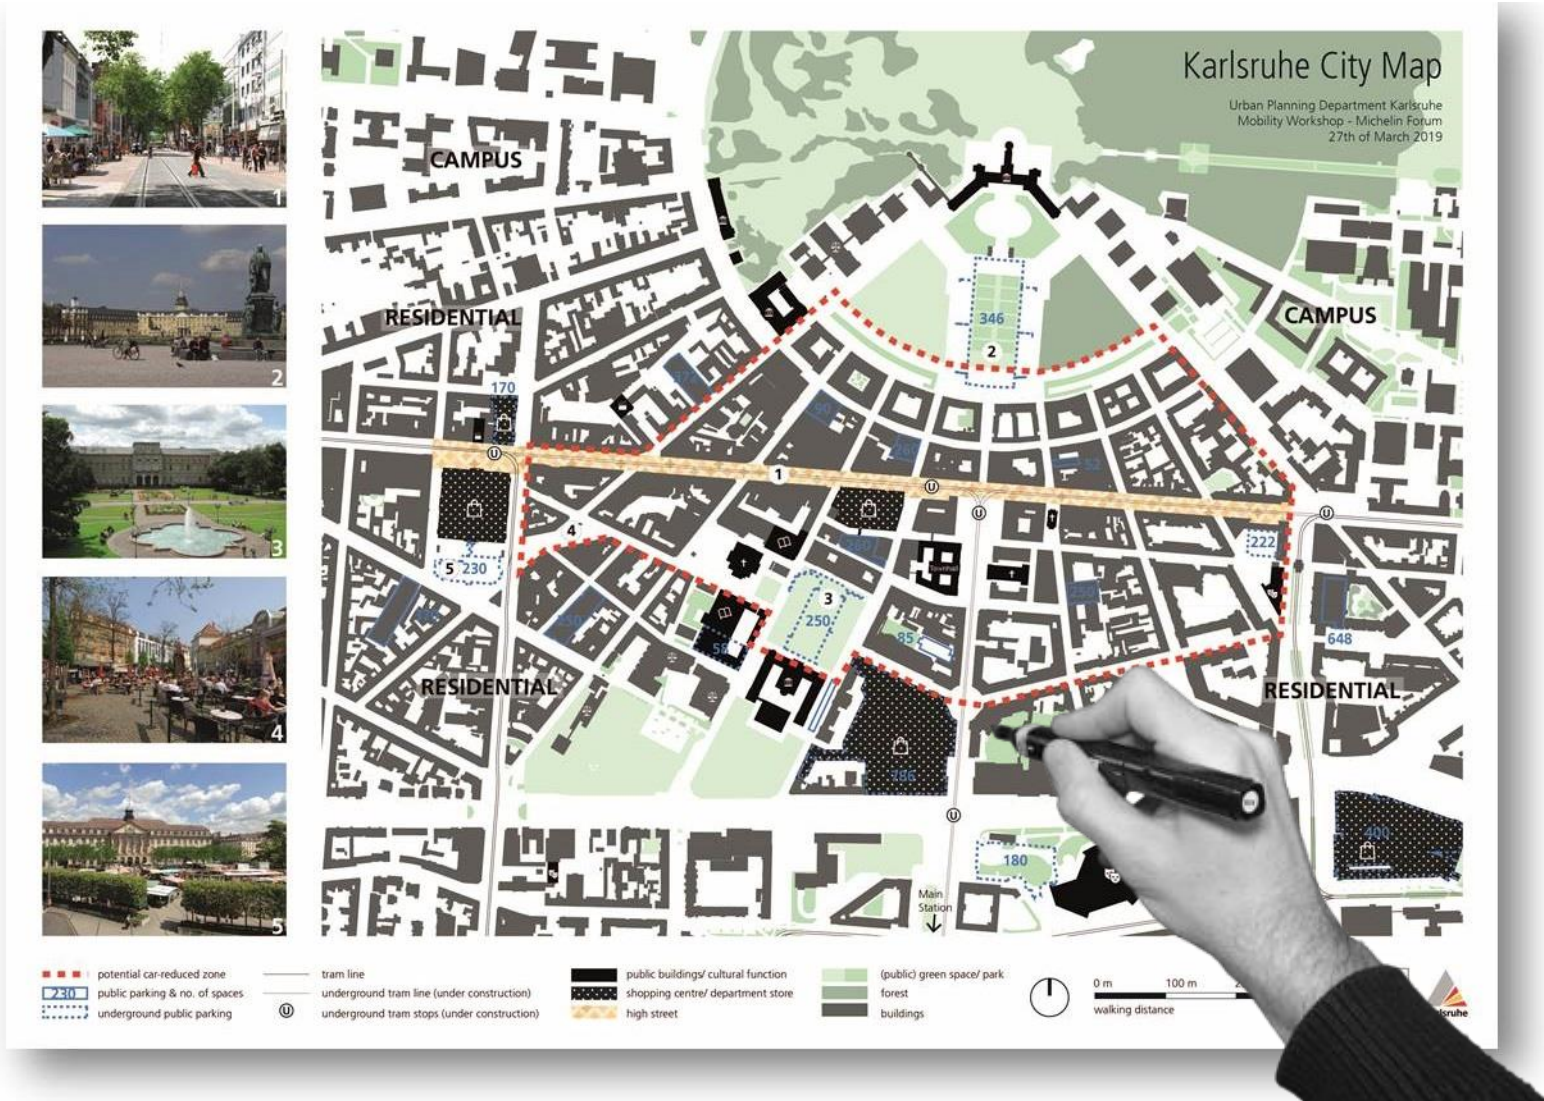 Karlsruhe City Map
Urban Planning Department Karlsruhe
Mobility Workshop - Michelin Forum
27th of March 2019
1
2
3
4
5
CAMPUS
RESIDENTIAL
CAMPUS
346
2
170
U
1
U
U
U
52
4
222
5 230
Townhall
3
250
85
648
RESIDENTIAL
RESIDENTIAL
786
U
400
180
Main
Station
potential car-reduced zone
230 public parking & no. of spaces
underground public parking
tram line
underground tram line (under construction)
U underground tram stops (under construction)
public buildings/ cultural function
shopping centre/ department store
high street
(public) green space/ park
forest
buildings
0 m 100 m
walking distance